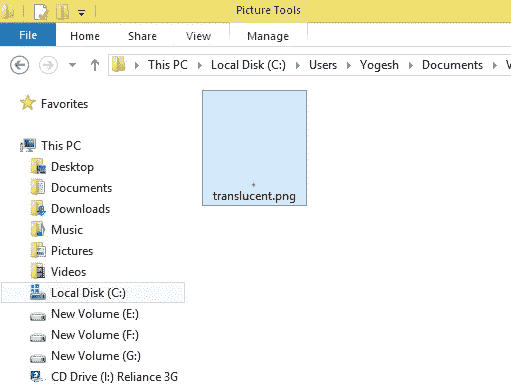 Picture Tools
File Home Share View Manage
This PC Local Disk (C:) Users Yogesh Documents
Favorites
translucent.png
This PC
Desktop
Documents
Downloads
Music
Pictures
Videos
Local Disk (C:)
New Volume (E:)
New Volume (F:)
New Volume (G:)
CD Drive (I:) Reliance 3G